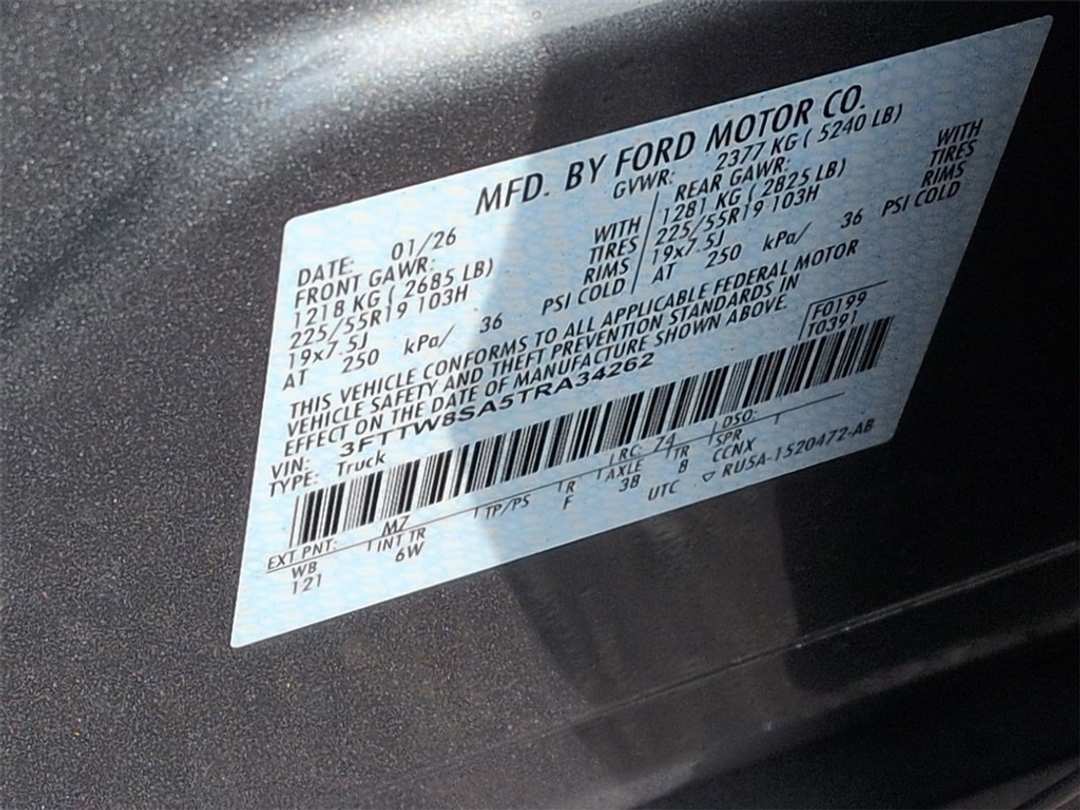 MFD. BY FORD MOTOR CO.
DATE: 01/26 GVWR: 2377 KG ( 5240 LB)
FRONT GAWR: REAR GAWR:
1218 KG ( 2685 LB) WITH 1281 KG ( 2825 LB) WITH
225/55R19 103H TIRES 225/55R19 103H TIRES
19x7.5J RIMS 19x7.5J RIMS
AT 250 kPa/ 36 PSI COLD AT 250 kPa/ 36 PSI COLD
THIS VEHICLE CONFORMS TO ALL APPLICABLE FEDERAL MOTOR
VEHICLE SAFETY AND THEFT PREVENTION STANDARDS IN
EFFECT ON THE DATE OF MANUFACTURE SHOWN ABOVE.
VIN: 3FTTW8SA5TRA34262 F0199
TYPE: Truck T0391
EXT PNT: MZ RC: 74 DSO:
WB INT TR TP/PS R AXLE TR SPR
121 6W F 3B 8 CCNX
UTC ▽ RU5A-1520472-AB